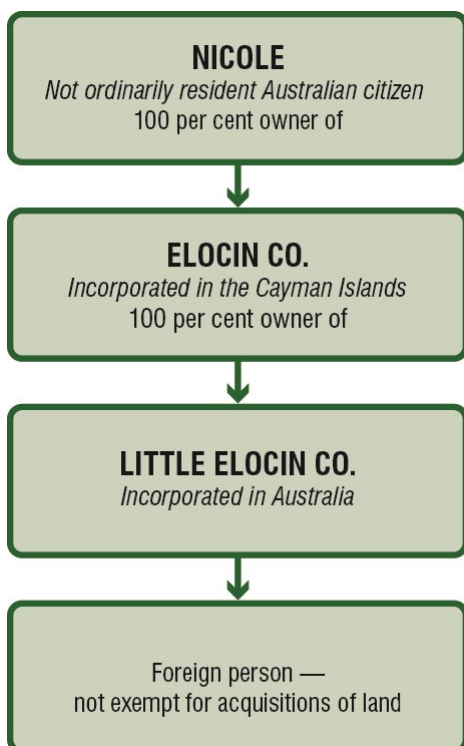 NICOLE
Not ordinarily resident Australian citizen
100 per cent owner of
ELOCIN CO.
Incorporated in the Cayman Islands
100 per cent owner of
LITTLE ELOCIN CO.
Incorporated in Australia
Foreign person —
not exempt for acquisitions of land